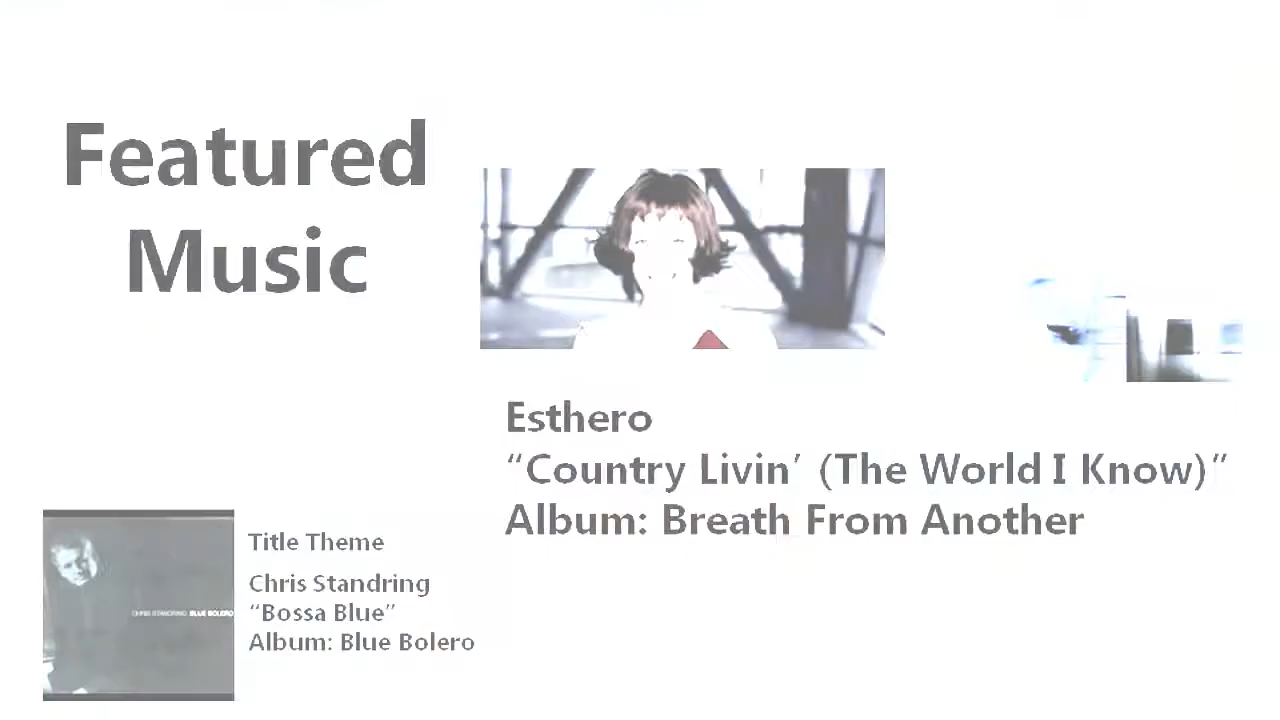 Featured
Music
Esthero
“Country Livin’ (The World I Know)”
Album: Breath From Another
Title Theme
Chris Standring
“Bossa Blue”
Album: Blue Bolero
CHRIS STANDRING BLUE BOLERO